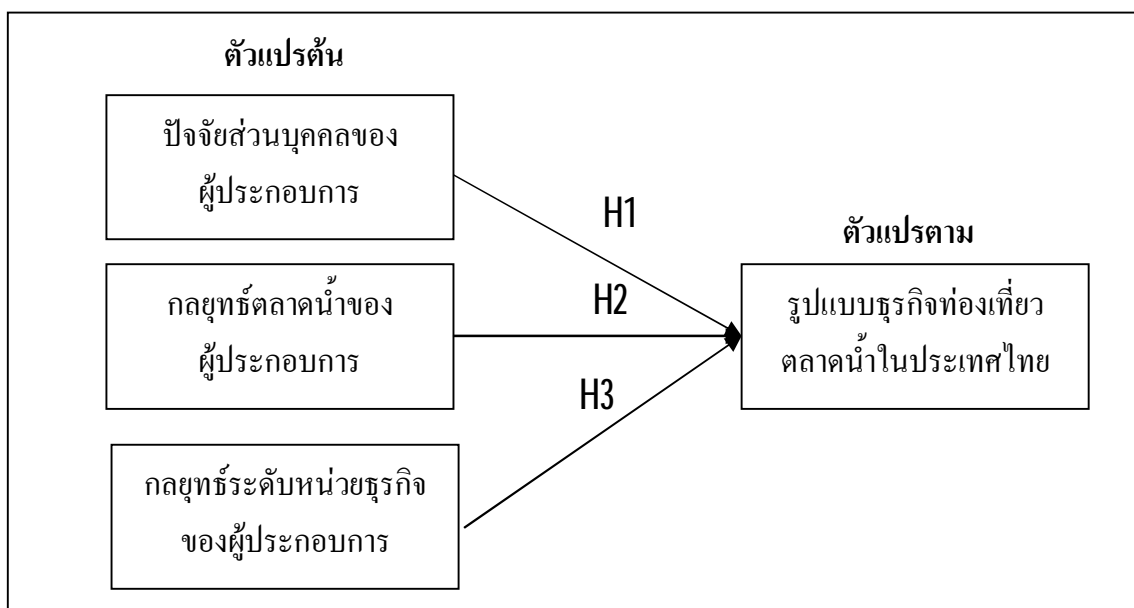 ตัวแปรต้น
ปัจจัยส่วนบุคคลของ
ผู้ประกอบการ
H1
ตัวแปรตาม
กลยุทธ์ตลาดน้ำของ
ผู้ประกอบการ
H2
รูปแบบธุรกิจท่องเที่ยว
ตลาดน้ำในประเทศไทย
H3
กลยุทธ์ระดับหน่วยธุรกิจ
ของผู้ประกอบการ